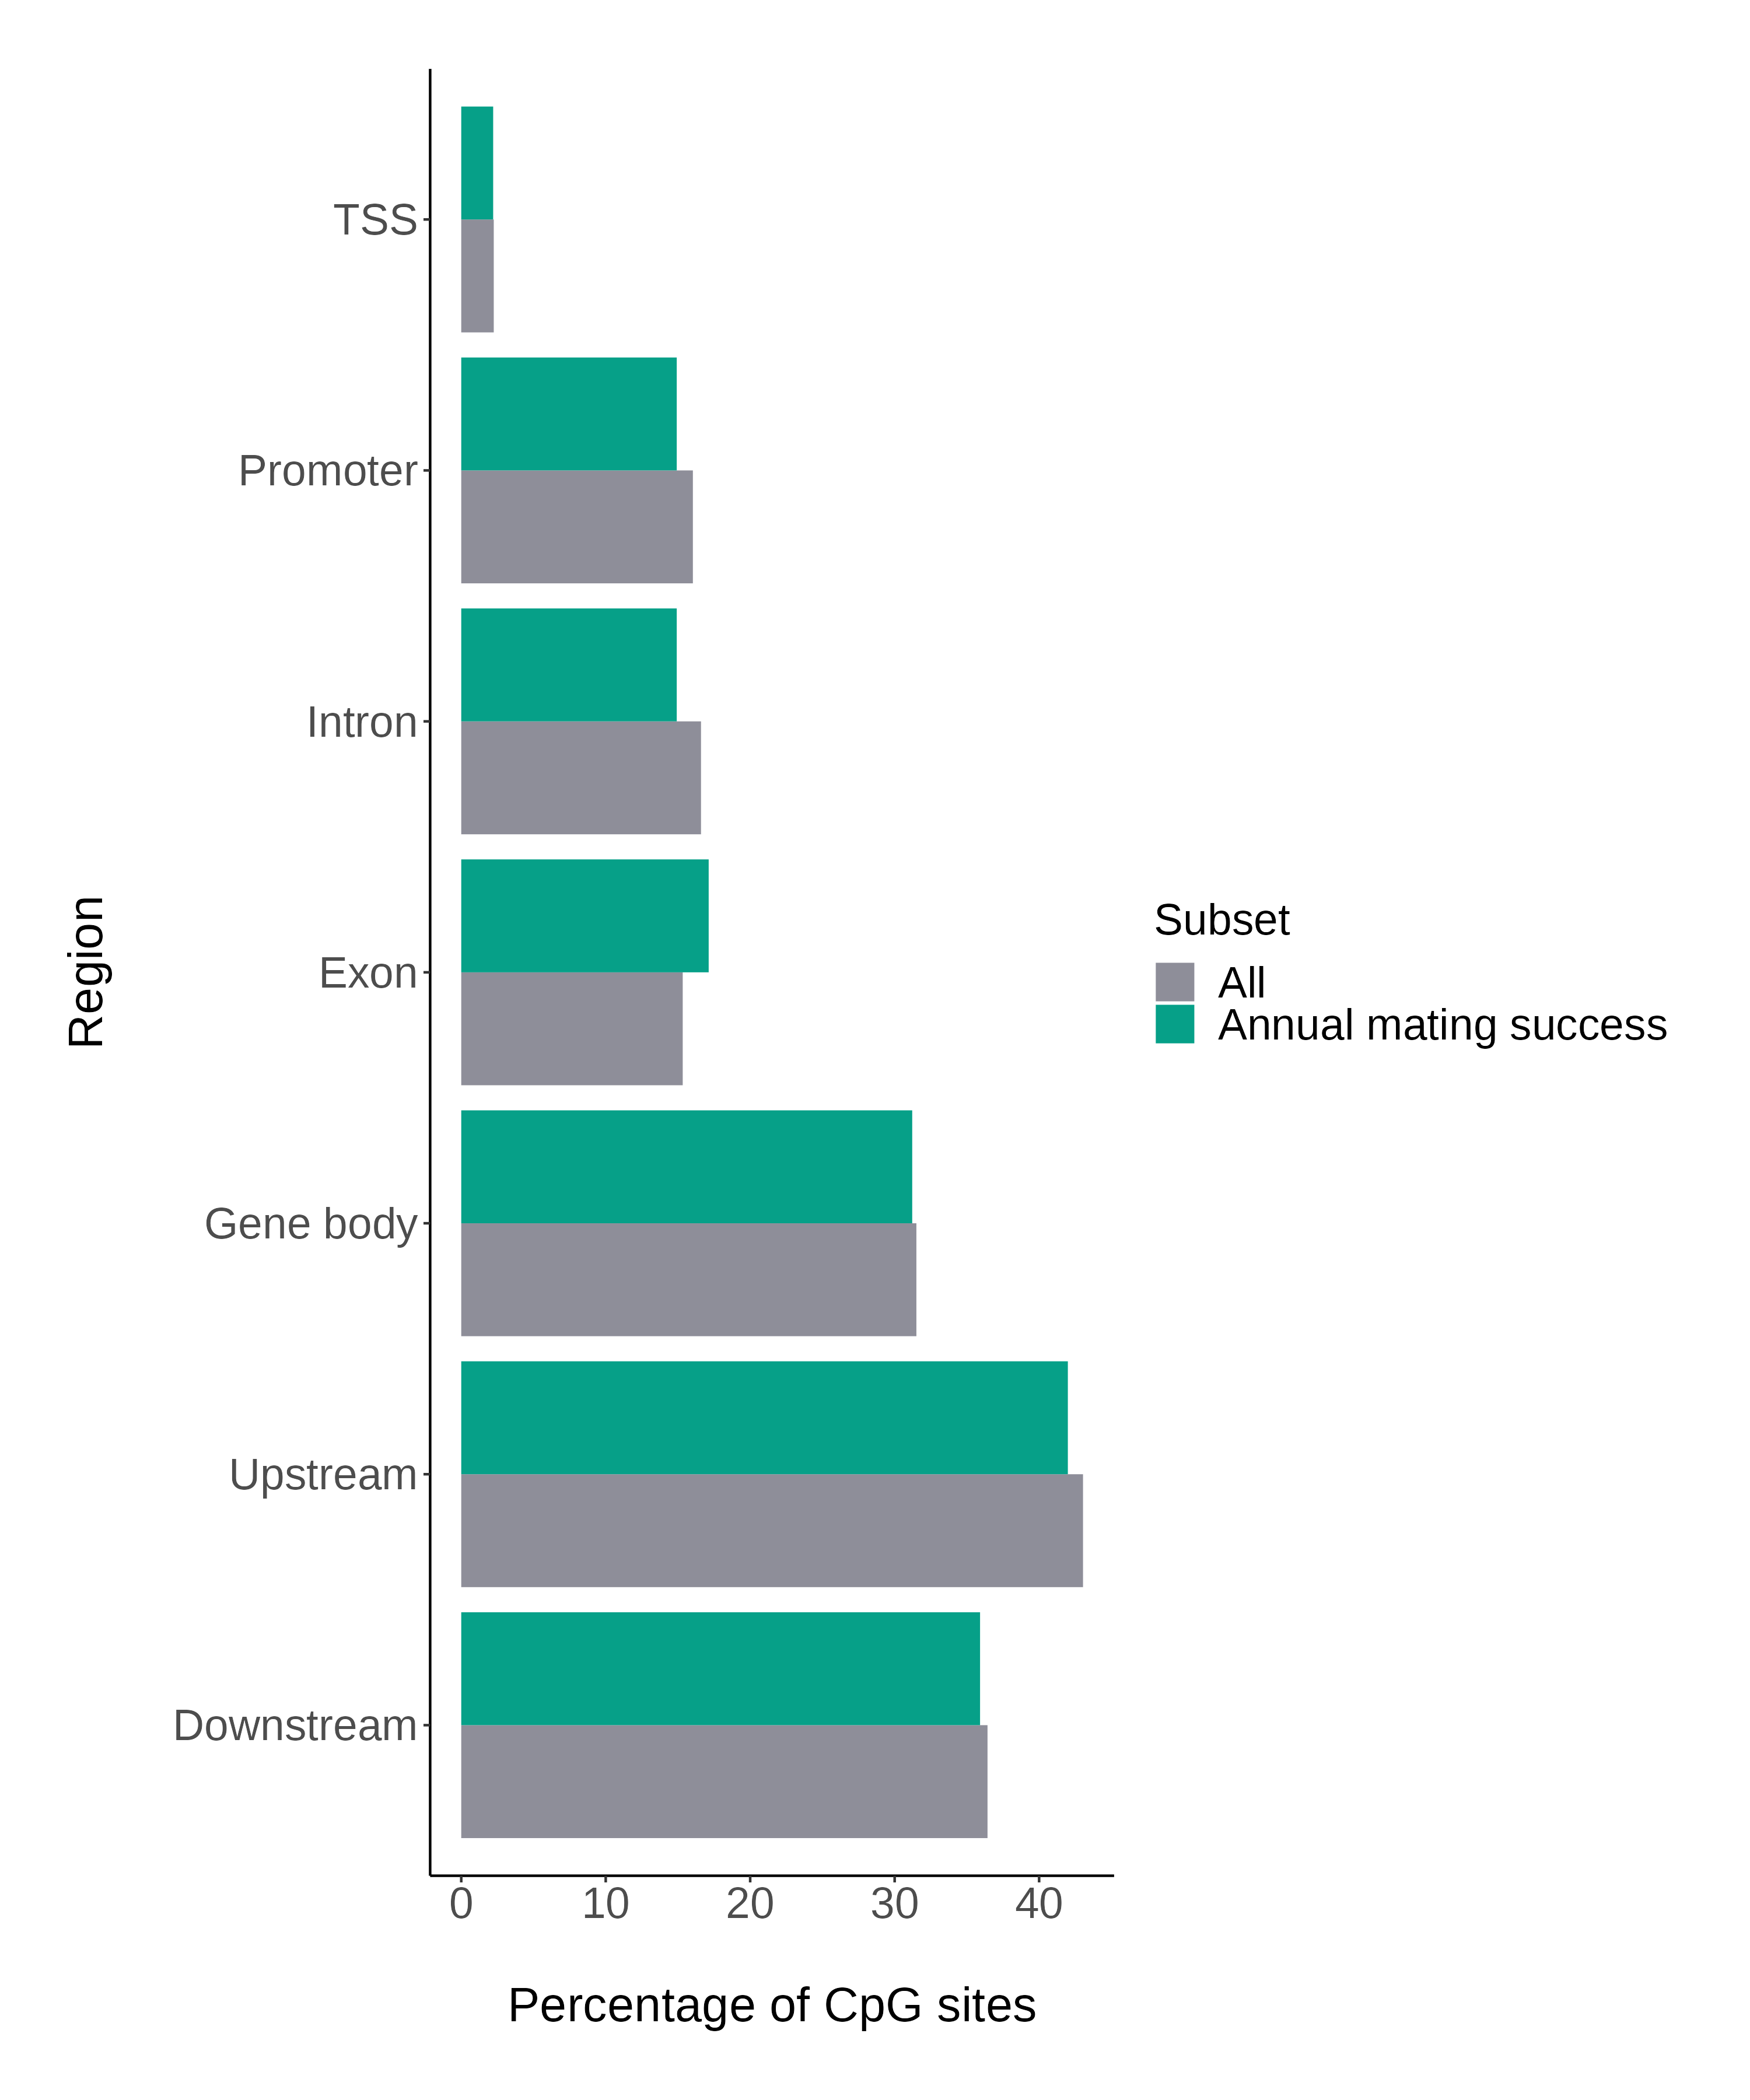 TSS
Promoter
Intron
Exon
Gene body
Upstream
Downstream
Region
0 10 20 30 40
Percentage of CpG sites
Subset
All
Annual mating success